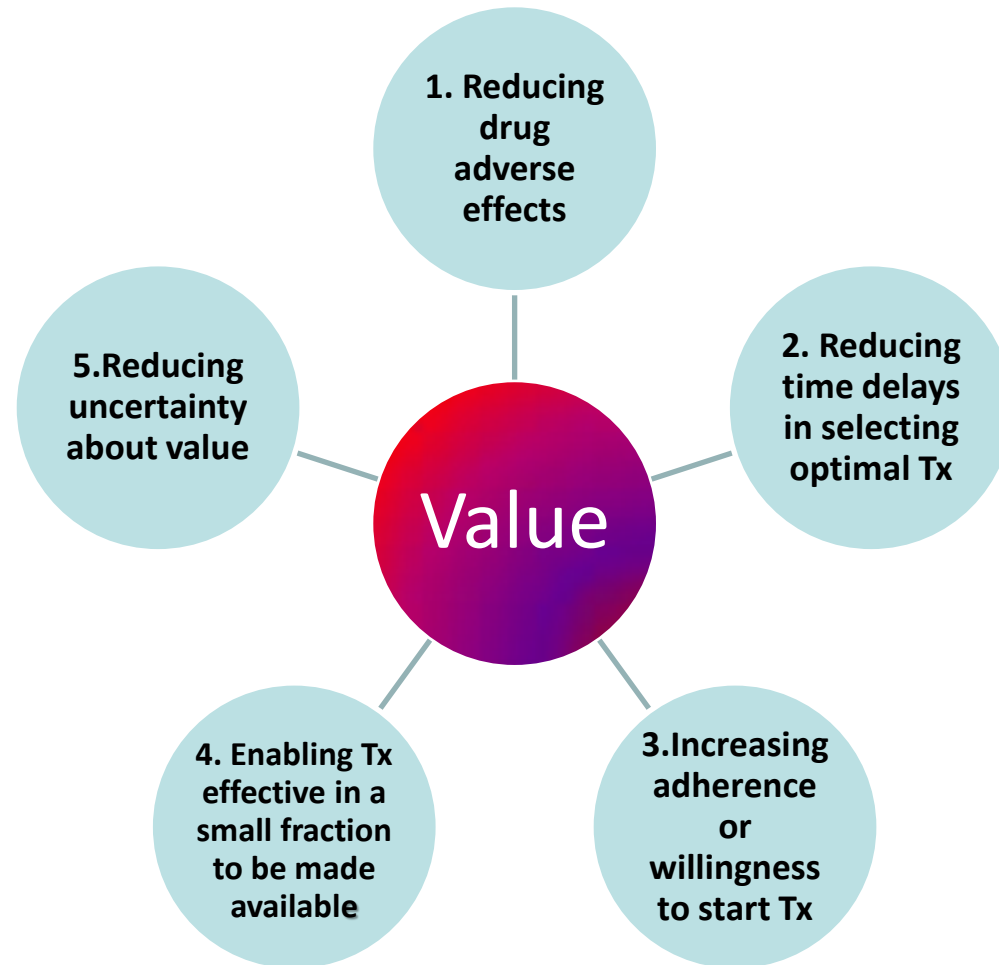 1. Reducing
drug
adverse
effects
2. Reducing
time delays
in selecting
optimal Tx
3.Increasing
adherence
or
willingness
to start Tx
4. Enabling Tx
effective in a
small fraction
to be made
available
5.Reducing
uncertainty
about value
Value